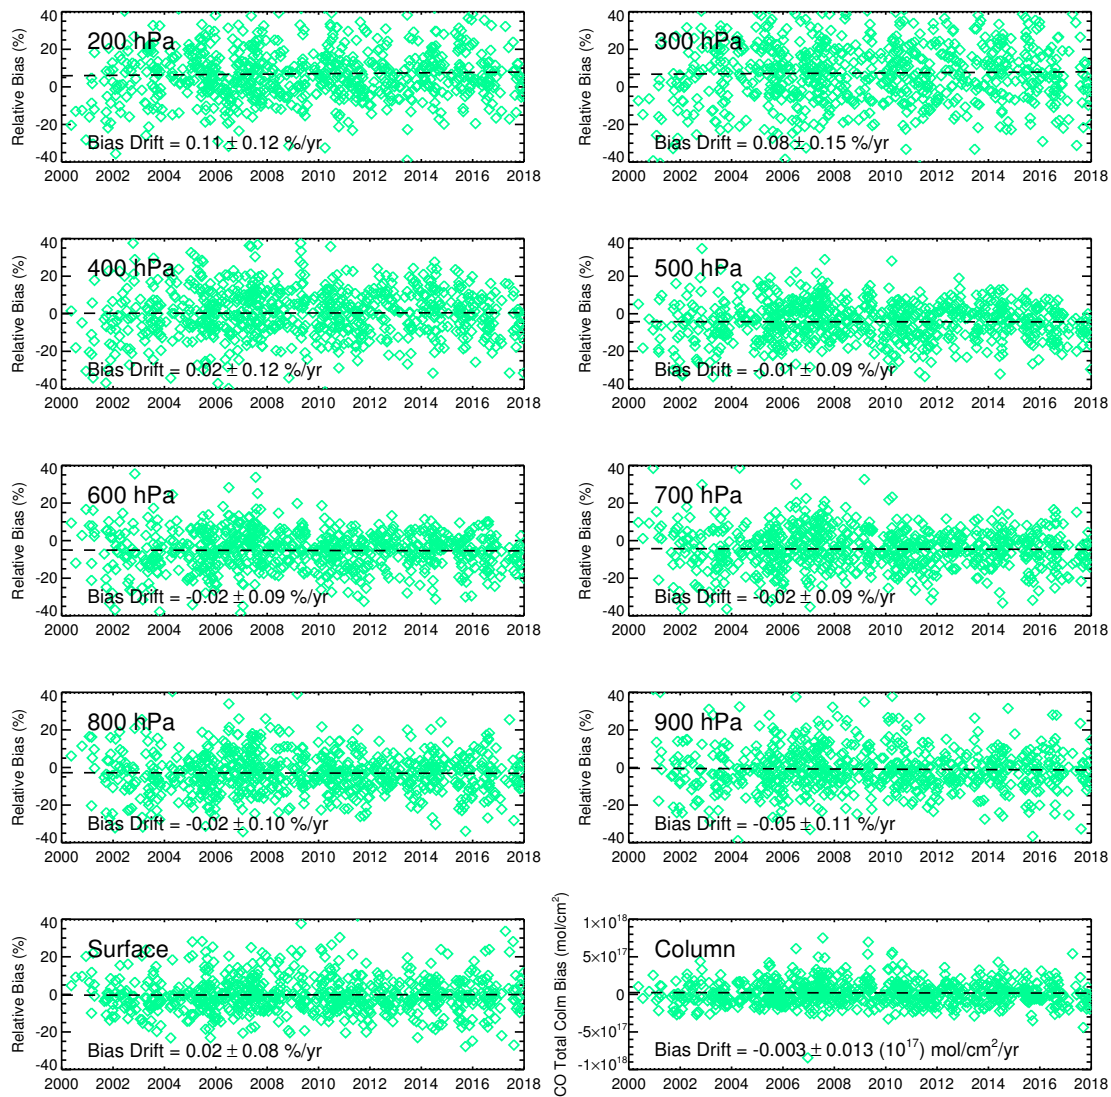 200 hPa
Relative Bias (%)
40
20
0
-20
-40
Bias Drift = 0.11 ± 0.12 %/yr
2000 2002 2004 2006 2008 2010 2012 2014 2016 2018
300 hPa
Relative Bias (%)
40
20
0
-20
-40
Bias Drift = 0.08 ± 0.15 %/yr
2000 2002 2004 2006 2008 2010 2012 2014 2016 2018
400 hPa
Relative Bias (%)
40
20
0
-20
-40
Bias Drift = 0.02 ± 0.12 %/yr
2000 2002 2004 2006 2008 2010 2012 2014 2016 2018
500 hPa
Relative Bias (%)
40
20
0
-20
-40
Bias Drift = -0.01 ± 0.09 %/yr
2000 2002 2004 2006 2008 2010 2012 2014 2016 2018
600 hPa
Relative Bias (%)
40
20
0
-20
-40
Bias Drift = -0.02 ± 0.09 %/yr
2000 2002 2004 2006 2008 2010 2012 2014 2016 2018
700 hPa
Relative Bias (%)
40
20
0
-20
-40
Bias Drift = -0.02 ± 0.09 %/yr
2000 2002 2004 2006 2008 2010 2012 2014 2016 2018
800 hPa
Relative Bias (%)
40
20
0
-20
-40
Bias Drift = -0.02 ± 0.10 %/yr
2000 2002 2004 2006 2008 2010 2012 2014 2016 2018
900 hPa
Relative Bias (%)
40
20
0
-20
-40
Bias Drift = -0.05 ± 0.11 %/yr
2000 2002 2004 2006 2008 2010 2012 2014 2016 2018
Surface
Relative Bias (%)
40
20
0
-20
-40
Bias Drift = 0.02 ± 0.08 %/yr
2000 2002 2004 2006 2008 2010 2012 2014 2016 2018
Column
CO Total Colm Bias (mol/cm²)
1×10¹⁸
5×10¹⁷
0
-5×10¹⁷
-1×10¹⁸
Bias Drift = -0.003 ± 0.013 (10¹⁷) mol/cm²/yr
2000 2002 2004 2006 2008 2010 2012 2014 2016 2018